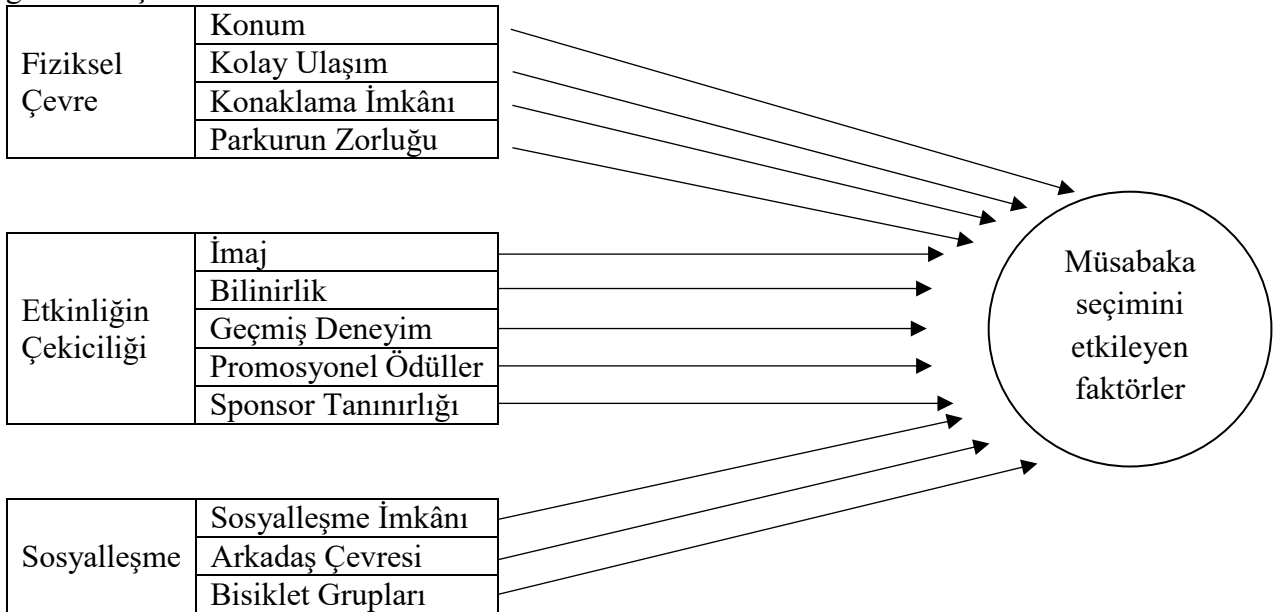 Fiziksel
Çevre
Konum
Kolay Ulaşım
Konaklama İmkânı
Parkurun Zorluğu
Etkinliğin
Çekiciliği
İmaj
Bilinirlik
Geçmiş Deneyim
Promosyonel Ödüller
Sponsor Tanınırlığı
Sosyalleşme
Sosyalleşme İmkânı
Arkadaş Çevresi
Bisiklet Grupları
Müsabaka
seçimini
etkileyen
faktörler